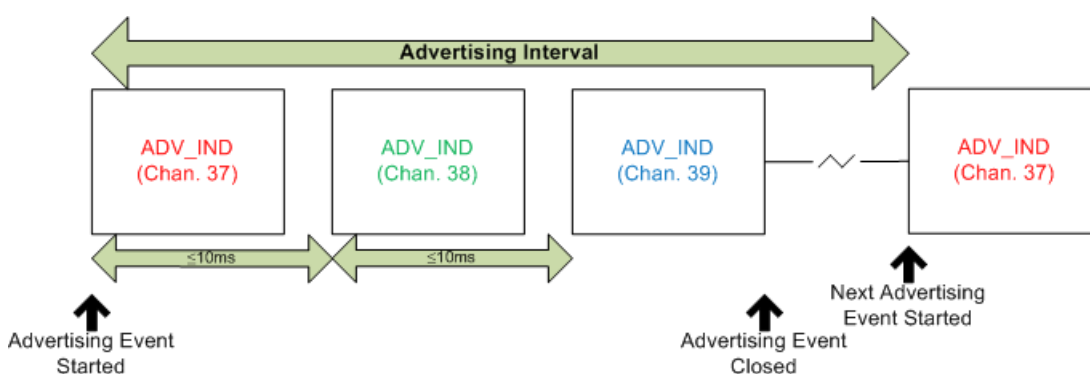 Advertising Interval
ADV_IND
(Chan. 37)
ADV_IND
(Chan. 38)
ADV_IND
(Chan. 39)
ADV_IND
(Chan. 37)
≤10ms
≤10ms
Advertising Event
Started
Advertising Event
Closed
Next Advertising
Event Started